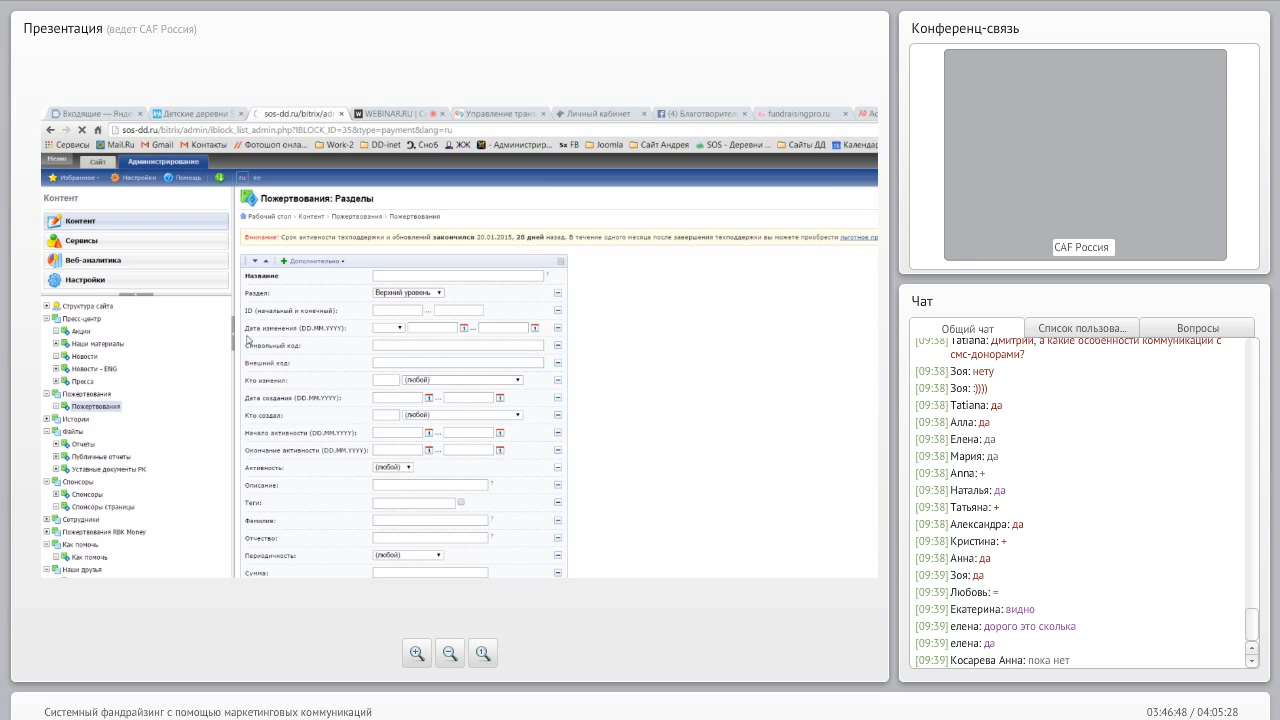 Презентация (ведет CAF Россия)
Входящие — Янде
Детские деревни S
sos-dd.ru/bitrix/adm
WEBINAR.RU | С
Управление тран
Личный кабинет
(4) Благотворител
fundraisingpro.ru
sos-dd.ru/bitrix/admin/iblock_list_admin.php?IBLOCK_ID=35&type=payment&lang=ru
Сервисы
Mail.Ru
Gmail
Контакты
Фотошоп онла...
Work-2
DD-inet
Сноб
ЖЖ
- Администрир...
FB
Joomla
Сайт Андрея
SOS - Деревни ...
Сайты ДД
Календар
Меню
Сайт
Администрирование
Избранное
Настройки
Помощь
ru
en
Контент
Контент
Сервисы
Веб-аналитика
Настройки
Структура сайта
Пресс-центр
Акции
Наши материалы
Новости
Новости - ENG
Пресса
Пожертвования
Пожертвования
Истории
Файлы
Отчеты
Публичные отчеты
Уставные документы РК
Спонсоры
Спонсоры
Спонсоры страницы
Сотрудники
Пожертвования RBK Money
Как помочь
Как помочь
Наши друзья
Пожертвования: Разделы
Рабочий стол › Контент › Пожертвования › Пожертвования
Внимание! Срок активности техподдержки и обновлений закончился 20.01.2015, 28 дней назад. В течение одного месяца после завершения техподдержки вы можете приобрести льготное пр
Дополнительно
Название
Раздел: Верхний уровень
ID (начальный и конечный): ...
Дата изменения (DD.MM.YYYY): ...
Символьный код:
Внешний код:
Кто изменил: (любой)
Дата создания (DD.MM.YYYY): ...
Кто создал: (любой)
Начало активности (DD.MM.YYYY): ...
Окончание активности (DD.MM.YYYY): ...
Активность: (любой)
Описание: ?
Теги:
Фамилия: ?
Отчество: ?
Периодичность: (любой)
Сумма:
Конференц-связь
CAF Россия
Чат
Общий чат
Список пользова...
Вопросы
[09:38] Tatiana: Дмитрий, а какие особенности коммуникации с
смс-донорами?
[09:38] Зоя: нету
[09:38] Зоя: :))))
[09:38] Tatiana: да
[09:38] Алла: да
[09:38] Елена: да
[09:38] Мария: да
[09:38] Anna: +
[09:38] Наталья: да
[09:38] Татьяна: +
[09:38] Александра: да
[09:38] Кристина: +
[09:38] Анна: да
[09:39] Зоя: да
[09:39] Любовь: =
[09:39] Екатерина: видно
[09:39] елена: дорого это сколька
[09:39] елена: да
[09:39] Косарева Анна: пока нет
Системный фандрайзинг с помощью маркетинговых коммуникаций
03:46:48 / 04:05:28